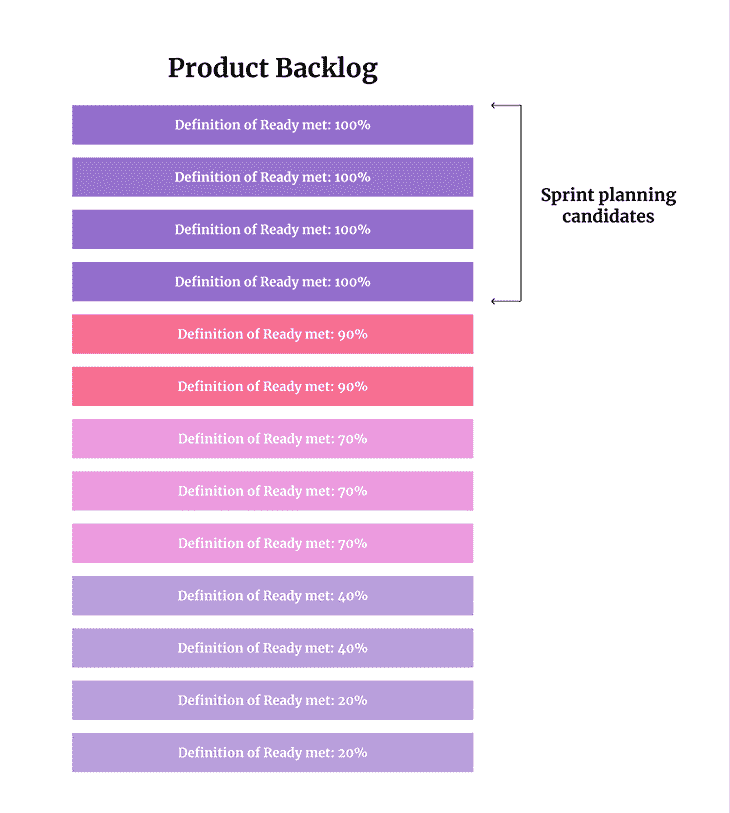 Product Backlog
Definition of Ready met: 100%
Definition of Ready met: 100%
Definition of Ready met: 100%
Definition of Ready met: 100%
Sprint planning
candidates
Definition of Ready met: 90%
Definition of Ready met: 90%
Definition of Ready met: 70%
Definition of Ready met: 70%
Definition of Ready met: 70%
Definition of Ready met: 40%
Definition of Ready met: 40%
Definition of Ready met: 20%
Definition of Ready met: 20%